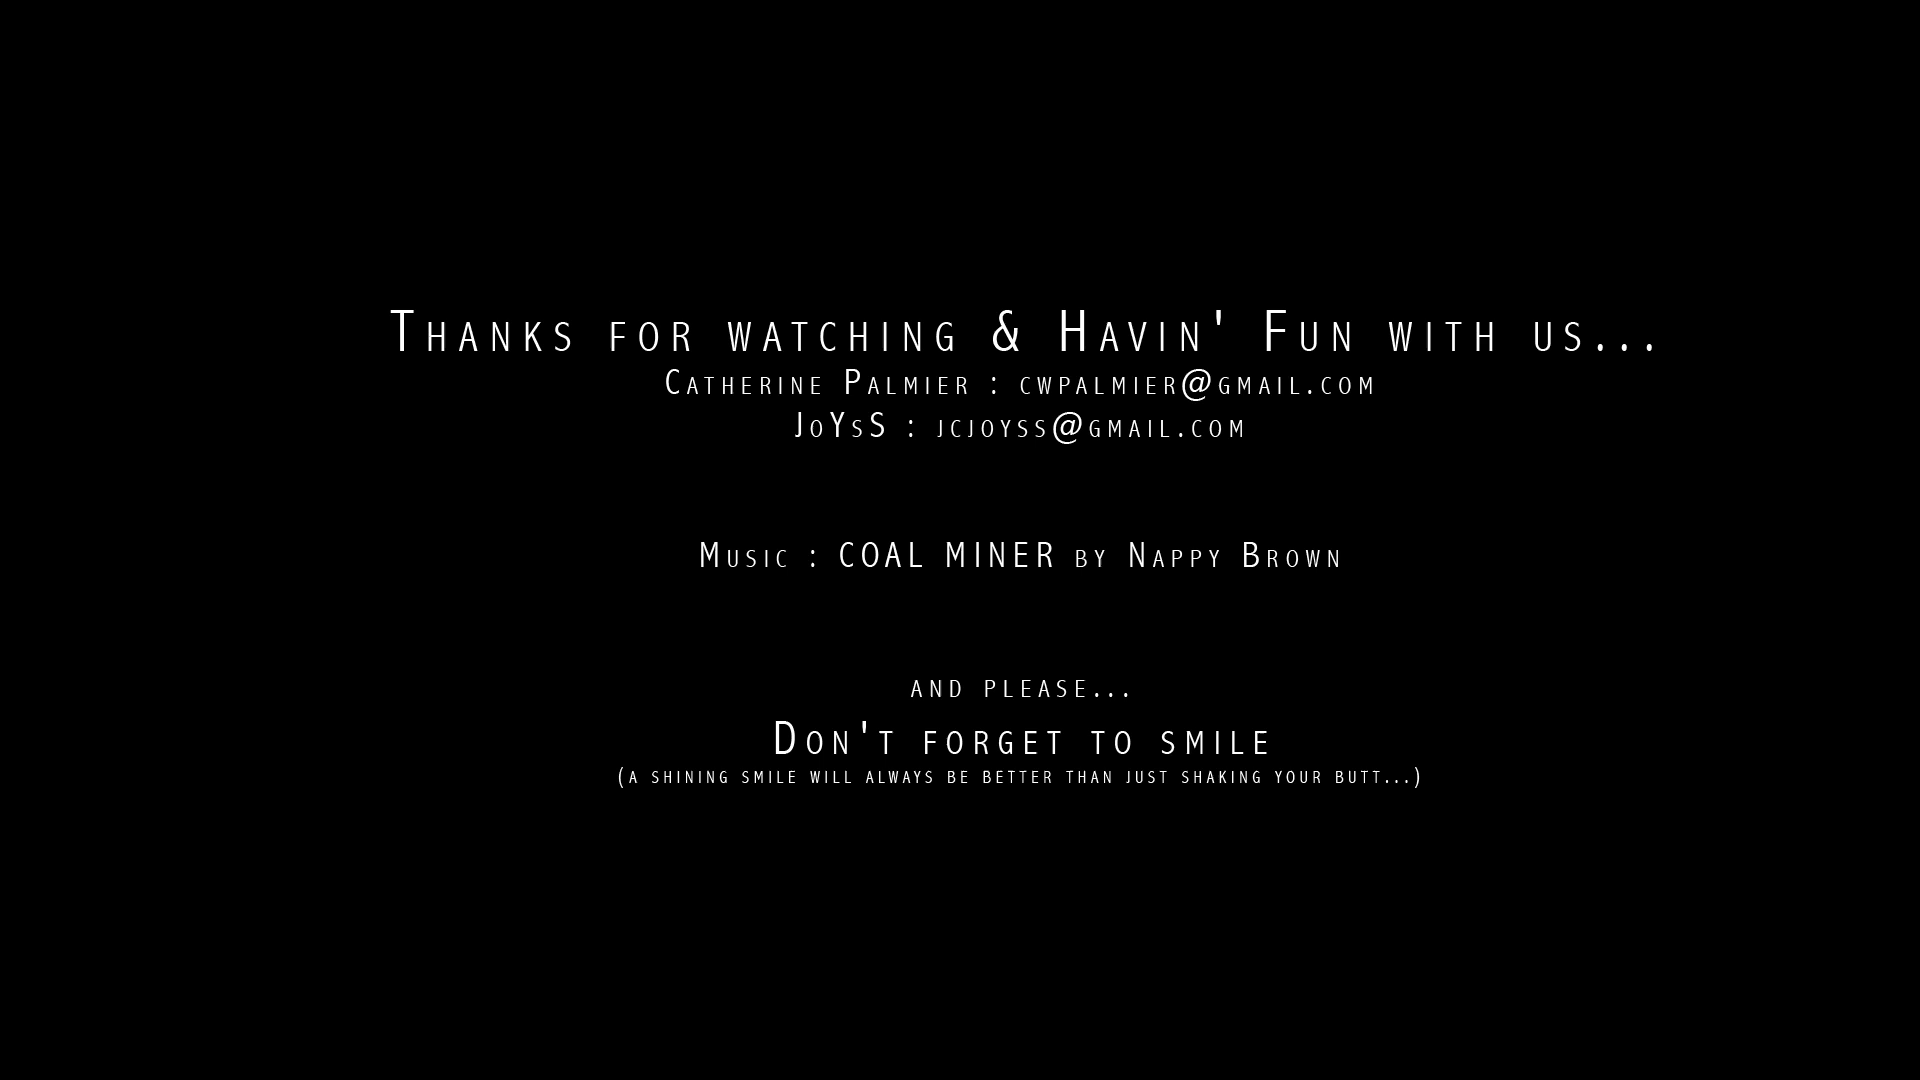 Thanks for watching & Havin' Fun with us...
Catherine Palmier : cwpalmier@gmail.com
JoYsS : jcjoyss@gmail.com
Music : COAL MINER by Nappy Brown
and please...
Don't forget to smile
(a shining smile will always be better than just shaking your butt...)